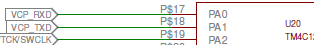 VCP_RXD P$17 PA0
VCP_TXD P$18 PA1 U20
TCK/SWCLK P$19 PA2 TM4C12